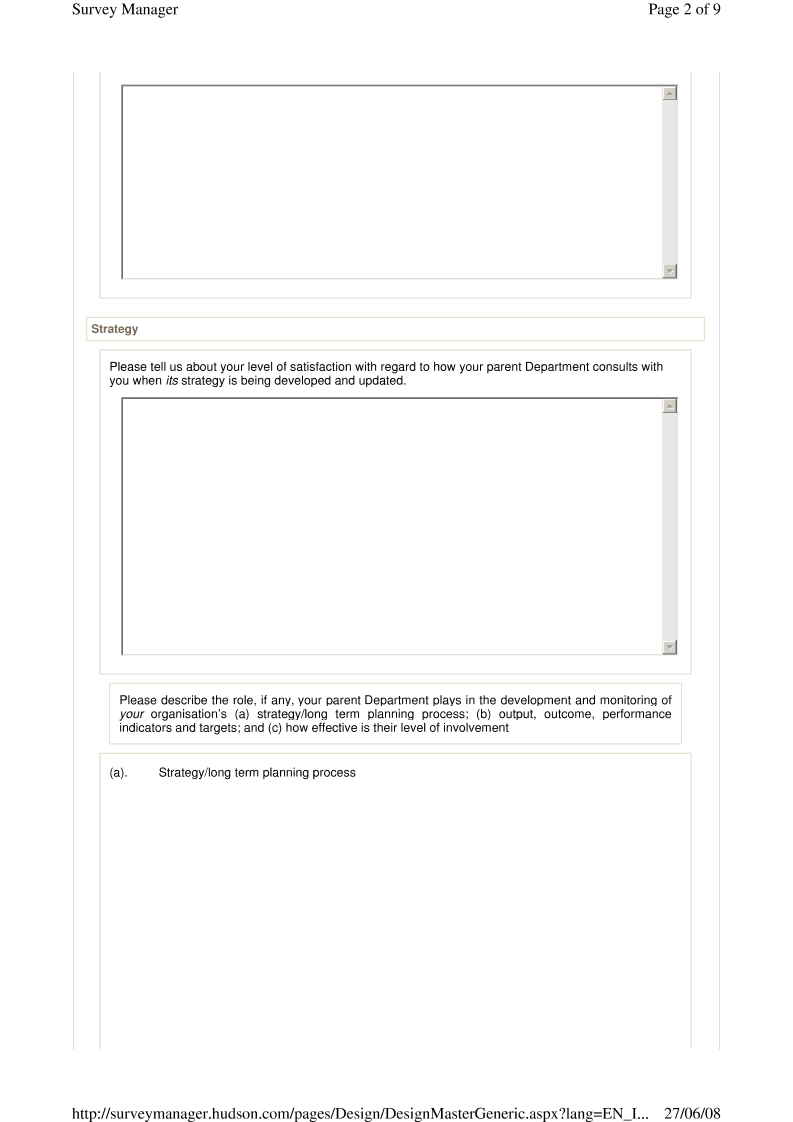 Survey Manager Page 2 of 9
Strategy
Please tell us about your level of satisfaction with regard to how your parent Department consults with
you when its strategy is being developed and updated.
Please describe the role, if any, your parent Department plays in the development and monitoring of
your organisation's (a) strategy/long term planning process; (b) output, outcome, performance
indicators and targets; and (c) how effective is their level of involvement
(a). Strategy/long term planning process
http://surveymanager.hudson.com/pages/Design/DesignMasterGeneric.aspx?lang=EN_I... 27/06/08